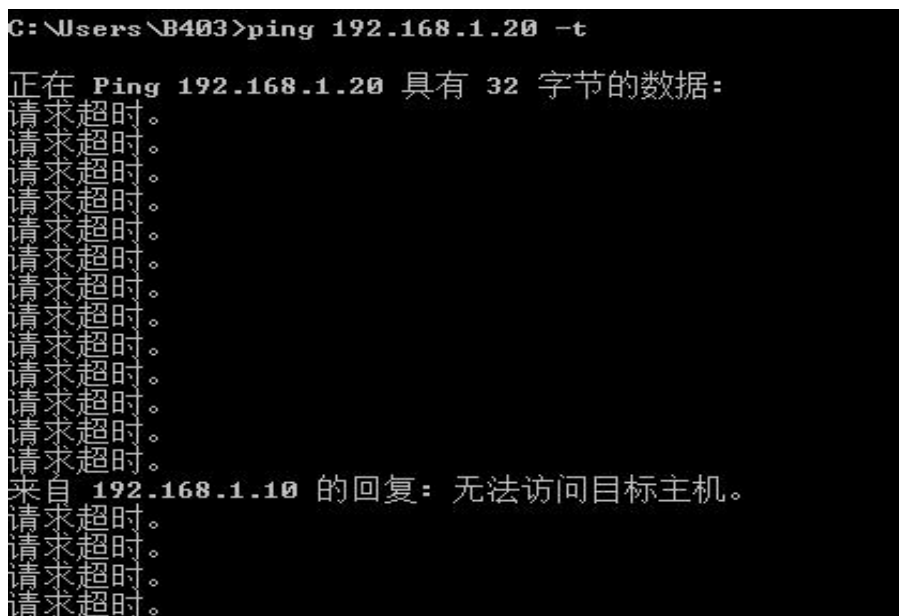 C:\Users\B403>ping 192.168.1.20 -t
正在 Ping 192.168.1.20 具有 32 字节的数据:
请求超时。
请求超时。
请求超时。
请求超时。
请求超时。
请求超时。
请求超时。
请求超时。
请求超时。
请求超时。
请求超时。
请求超时。
请求超时。
来自 192.168.1.10 的回复: 无法访问目标主机。
请求超时。
请求超时。
请求超时。
请求超时。